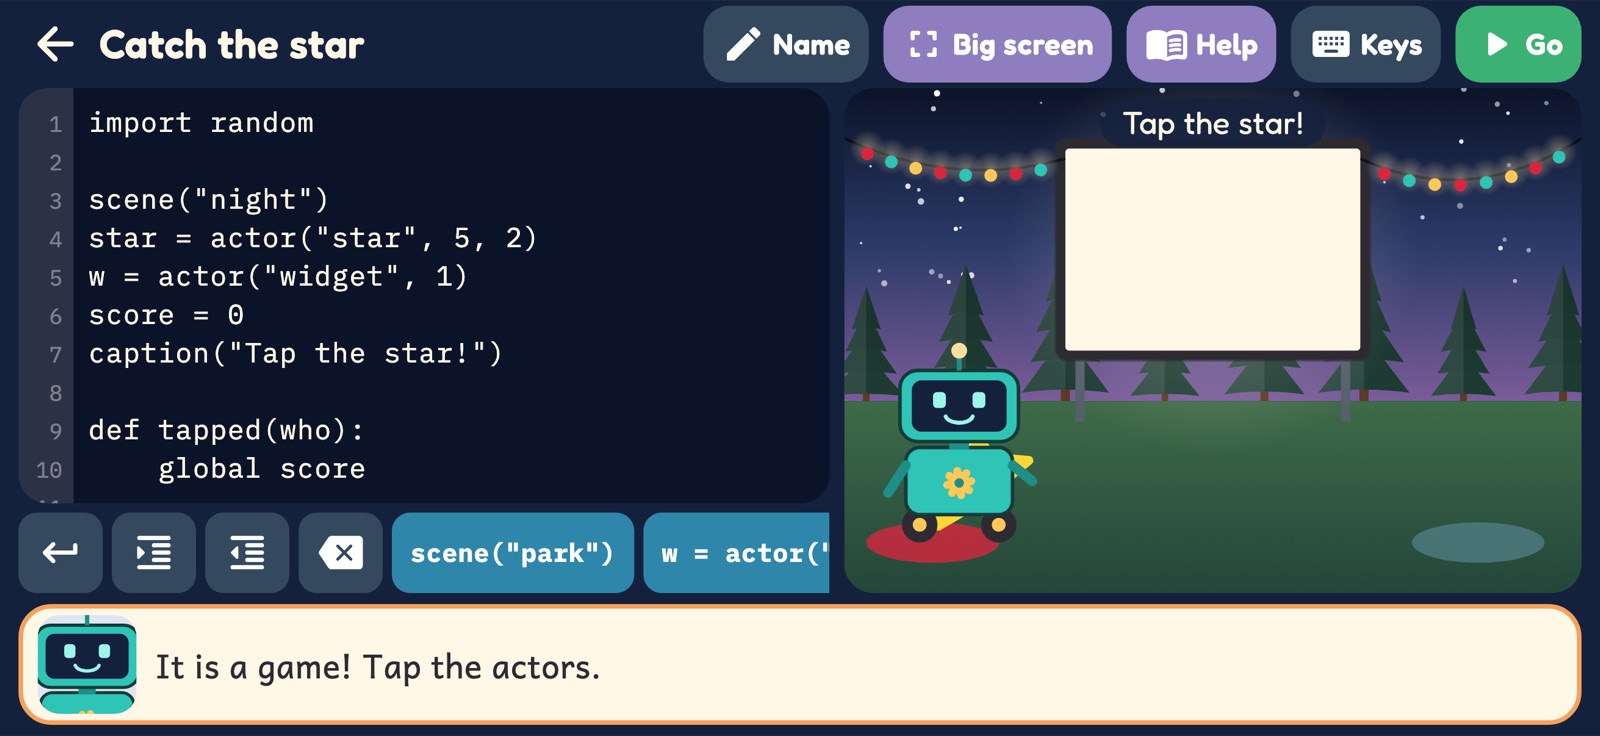 Catch the star
Name
Big screen
Help
Keys
Go
1 import random
2
3 scene("night")
4 star = actor("star", 5, 2)
5 w = actor("widget", 1)
6 score = 0
7 caption("Tap the star!")
8
9 def tapped(who):
10     global score
scene("park")
w = actor("
Tap the star!
It is a game! Tap the actors.